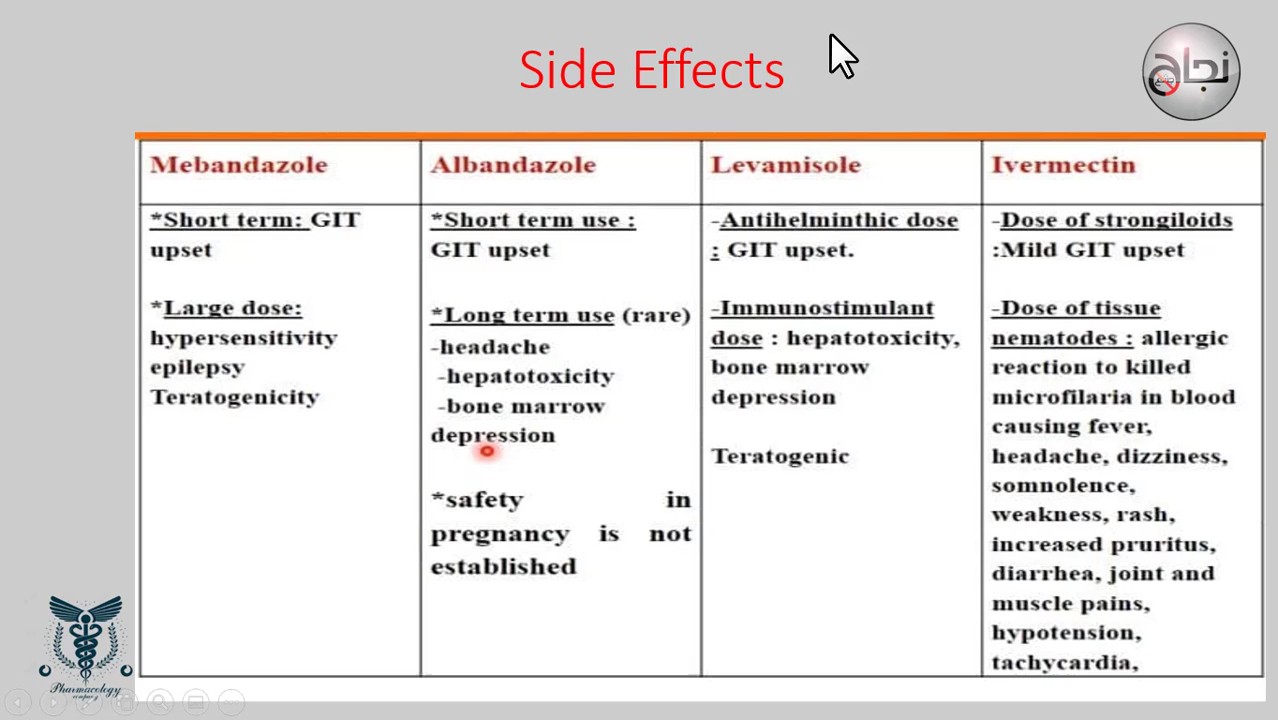 Side Effects
نجاح
Mebandazole
Albandazole
Levamisole
Ivermectin
*Short term: GIT
upset
*Large dose:
hypersensitivity
epilepsy
Teratogenicity
*Short term use :
GIT upset
*Long term use (rare)
-headache
-hepatotoxicity
-bone marrow
depression
*safety in
pregnancy is not
established
-Antihelminthic dose
: GIT upset.
-Immunostimulant
dose : hepatotoxicity,
bone marrow
depression
Teratogenic
-Dose of strongiloids
:Mild GIT upset
-Dose of tissue
nematodes : allergic
reaction to killed
microfilaria in blood
causing fever,
headache, dizziness,
somnolence,
weakness, rash,
increased pruritus,
diarrhea, joint and
muscle pains,
hypotension,
tachycardia,
Pharmacology
company